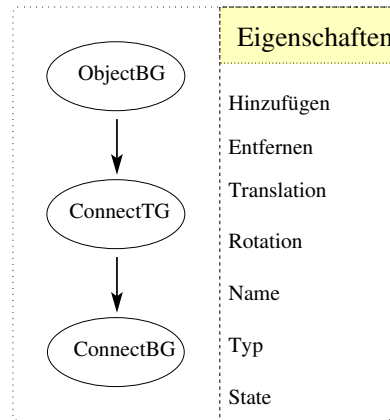 ObjectBG
ConnectTG
ConnectBG
Eigenschaften
Hinzufügen
Entfernen
Translation
Rotation
Name
Typ
State